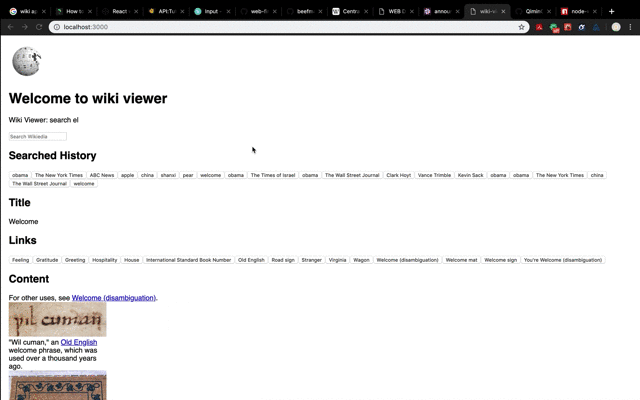 wiki ap
How to
React
API:Tu
Input -
web-fl
beefm
Centra
WEB D
annou
wiki-vi
QiminL
node-v
localhost:3000
Welcome to wiki viewer
Wiki Viewer: search el
Search Wikiedia
Searched History
obama The New York Times ABC News apple china shanxi pear welcome obama The Times of Israel obama The Wall Street Journal Clark Hoyt Vance Trimble Kevin Sack obama obama The New York Times china
The Wall Street Journal welcome
Title
Welcome
Links
Feeling Gratitude Greeting Hospitality House International Standard Book Number Old English Road sign Stranger Virginia Wagon Welcome (disambiguation) Welcome mat Welcome sign You're Welcome (disambiguation)
Content
For other uses, see Welcome (disambiguation).
pil cuman
"Wil cuman," an Old English
welcome phrase, which was
used over a thousand years
ago.